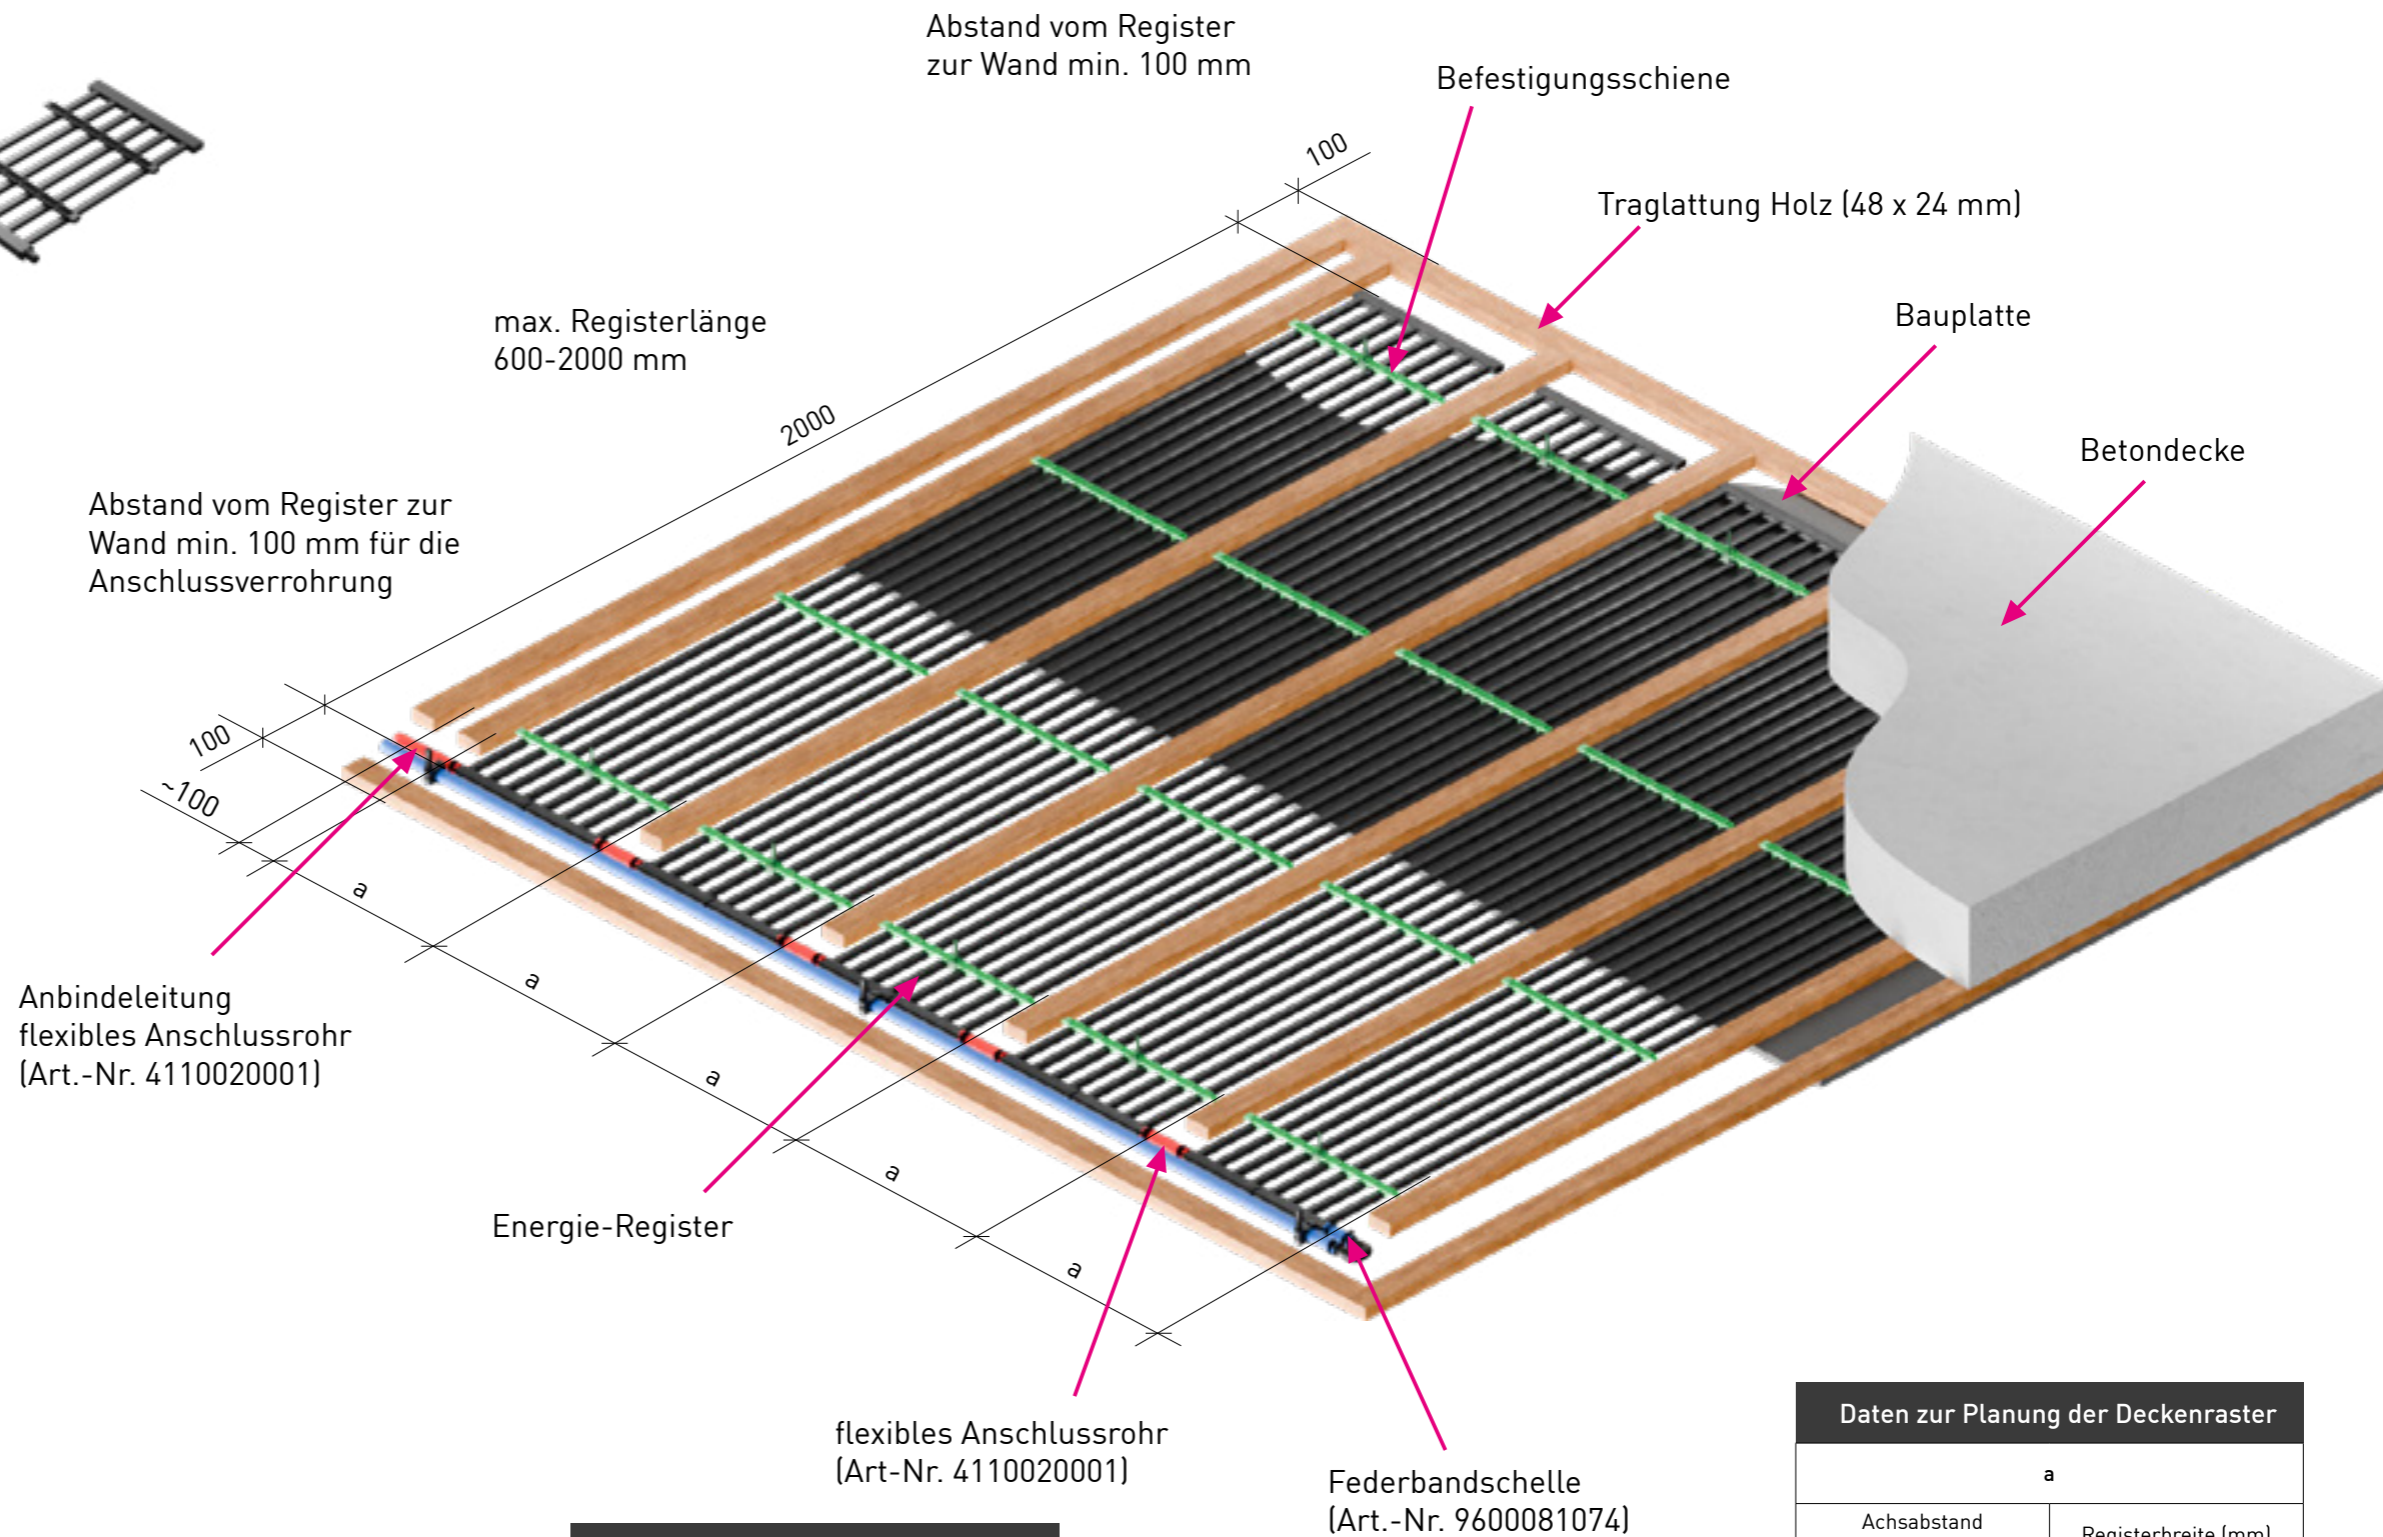 Abstand vom Register
zur Wand min. 100 mm
Befestigungsschiene
100
Traglattung Holz (48 x 24 mm)
Bauplatte
max. Registerlänge
600-2000 mm
2000
Betondecke
Abstand vom Register zur
Wand min. 100 mm für die
Anschlussverrohrung
100
~100
a
a
a
a
a
Anbindeleitung
flexibles Anschlussrohr
(Art.-Nr. 4110020001)
Energie-Register
flexibles Anschlussrohr
(Art-Nr. 4110020001)
Federbandschelle
(Art.-Nr. 9600081074)
Daten zur Planung der Deckenraster
a
Achsabstand
Registerbreite (mm)